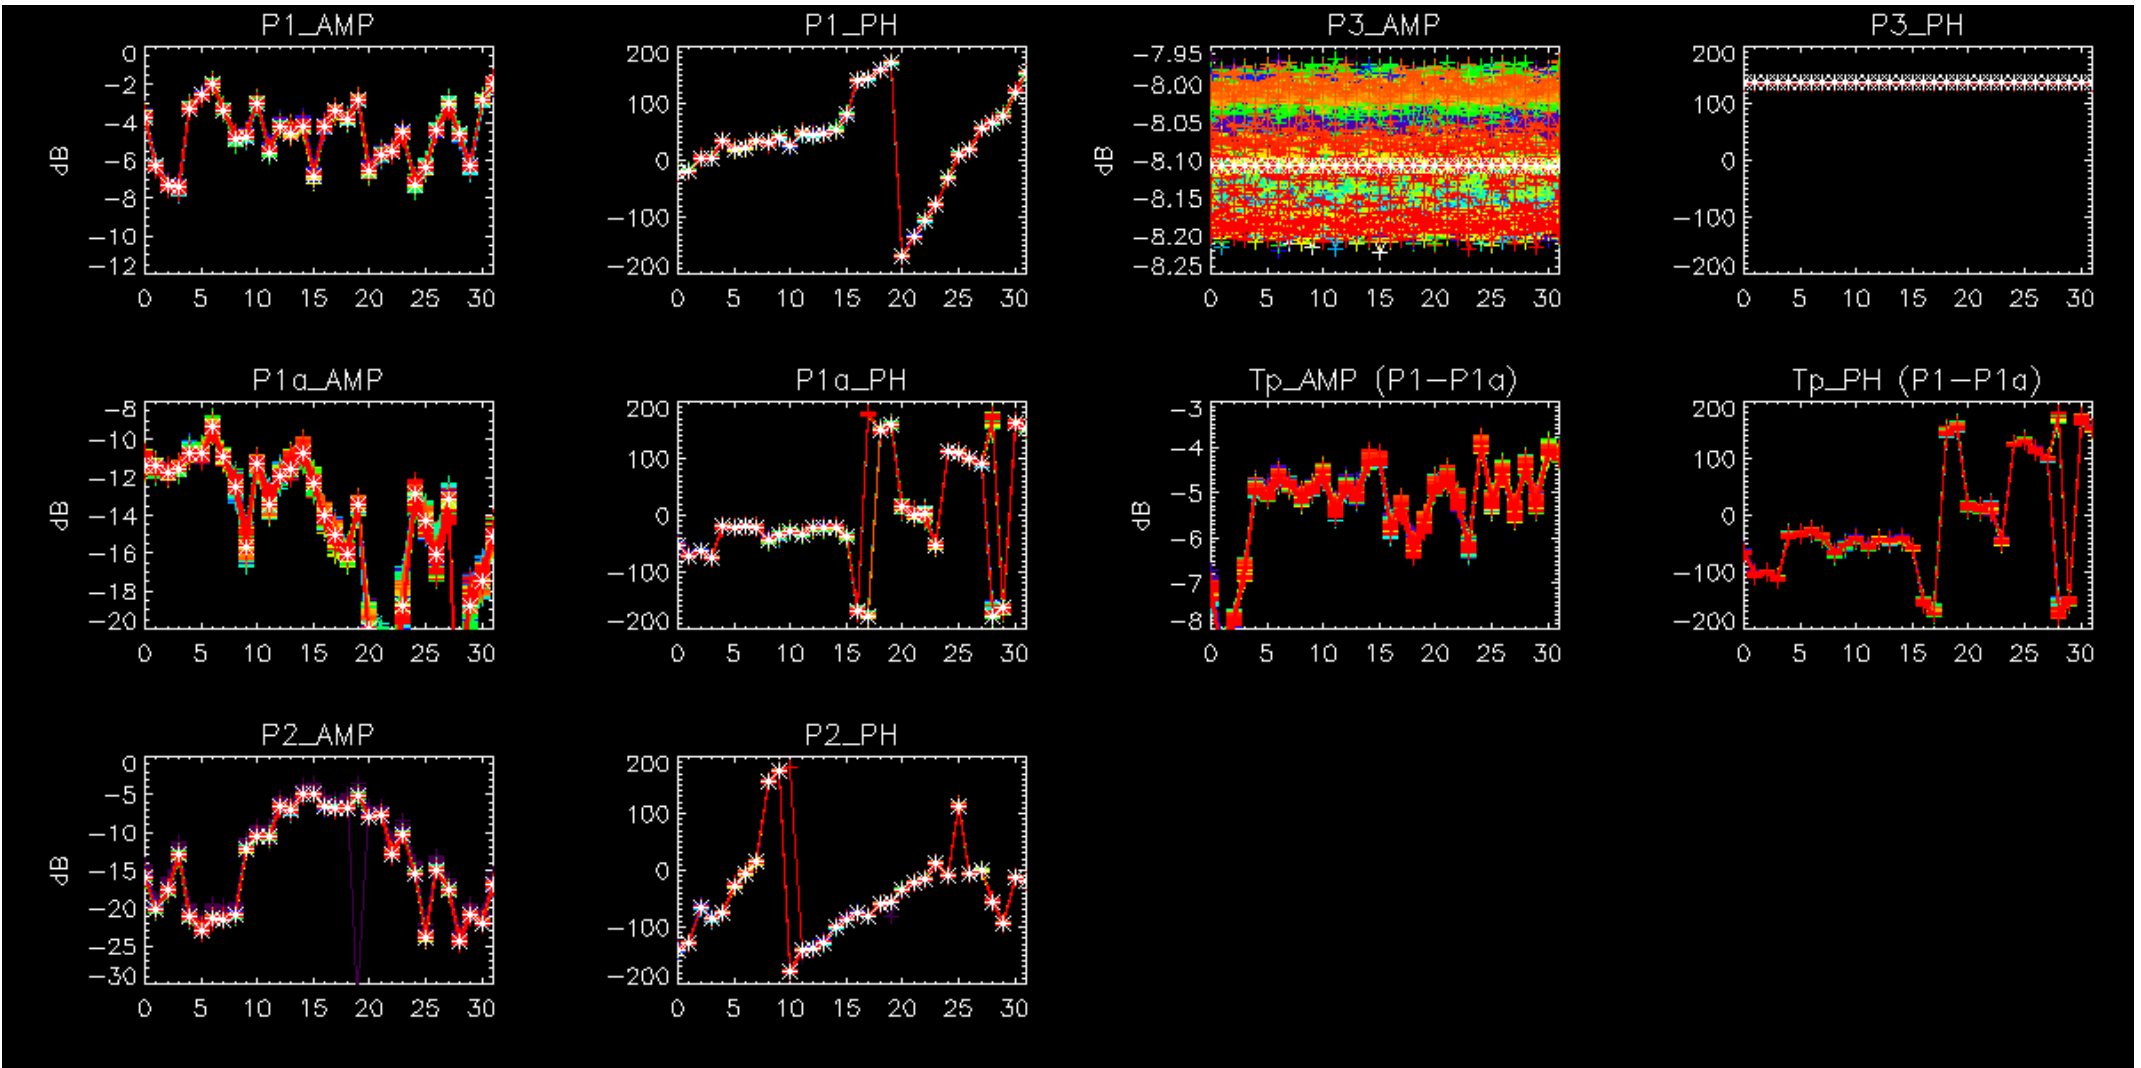 P1_AMP
0
−2
−4
−6
−8
−10
−12
dB
0 5 10 15 20 25 30
P1_PH
200
100
0
−100
−200
0 5 10 15 20 25 30
P3_AMP
−7.95
−8.00
−8.05
−8.10
−8.15
−8.20
−8.25
dB
0 5 10 15 20 25 30
P3_PH
200
100
0
−100
−200
0 5 10 15 20 25 30
P1a_AMP
−8
−10
−12
−14
−16
−18
−20
dB
0 5 10 15 20 25 30
P1a_PH
200
100
0
−100
−200
0 5 10 15 20 25 30
Tp_AMP (P1−P1a)
−3
−4
−5
−6
−7
−8
dB
0 5 10 15 20 25 30
Tp_PH (P1−P1a)
200
100
0
−100
−200
0 5 10 15 20 25 30
P2_AMP
0
−5
−10
−15
−20
−25
−30
dB
0 5 10 15 20 25 30
P2_PH
200
100
0
−100
−200
0 5 10 15 20 25 30